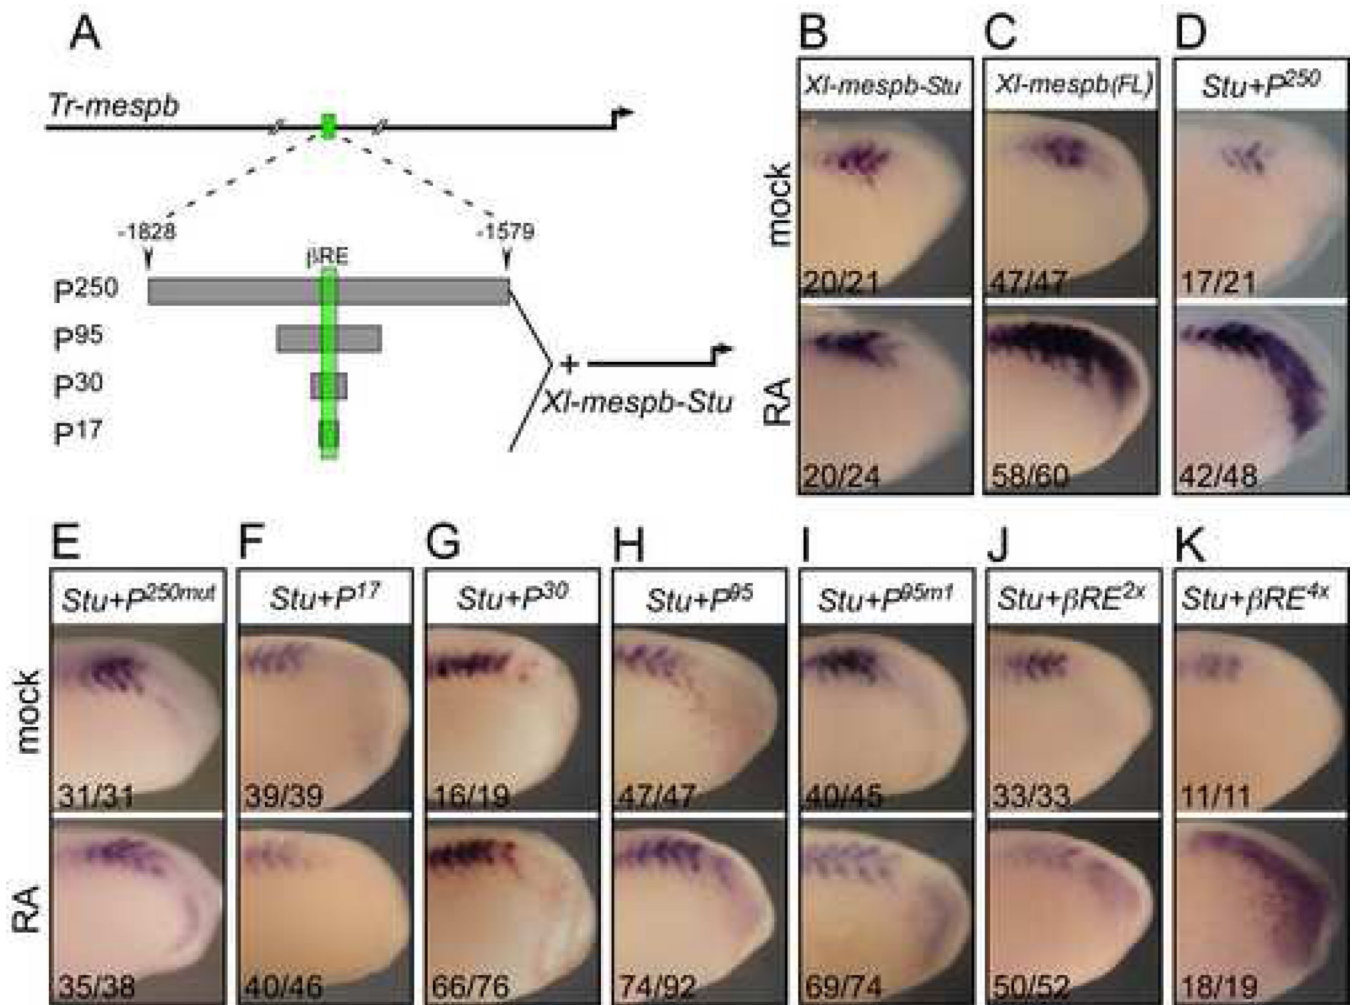 A
Tr-mespb
-1828
-1579
βRE
P250
P95
P30
P17
+
Xl-mespb-Stu
B
C
D
Xl-mespb-Stu
Xl-mespb(FL)
Stu+P250
mock
20/21
47/47
17/21
RA
20/24
58/60
42/48
E
F
G
H
I
J
K
Stu+P250mut
Stu+P17
Stu+P30
Stu+P95
Stu+P95m1
Stu+βRE2x
Stu+βRE4x
mock
31/31
39/39
16/19
47/47
40/45
33/33
11/11
RA
35/38
40/46
66/76
74/92
69/74
50/52
18/19